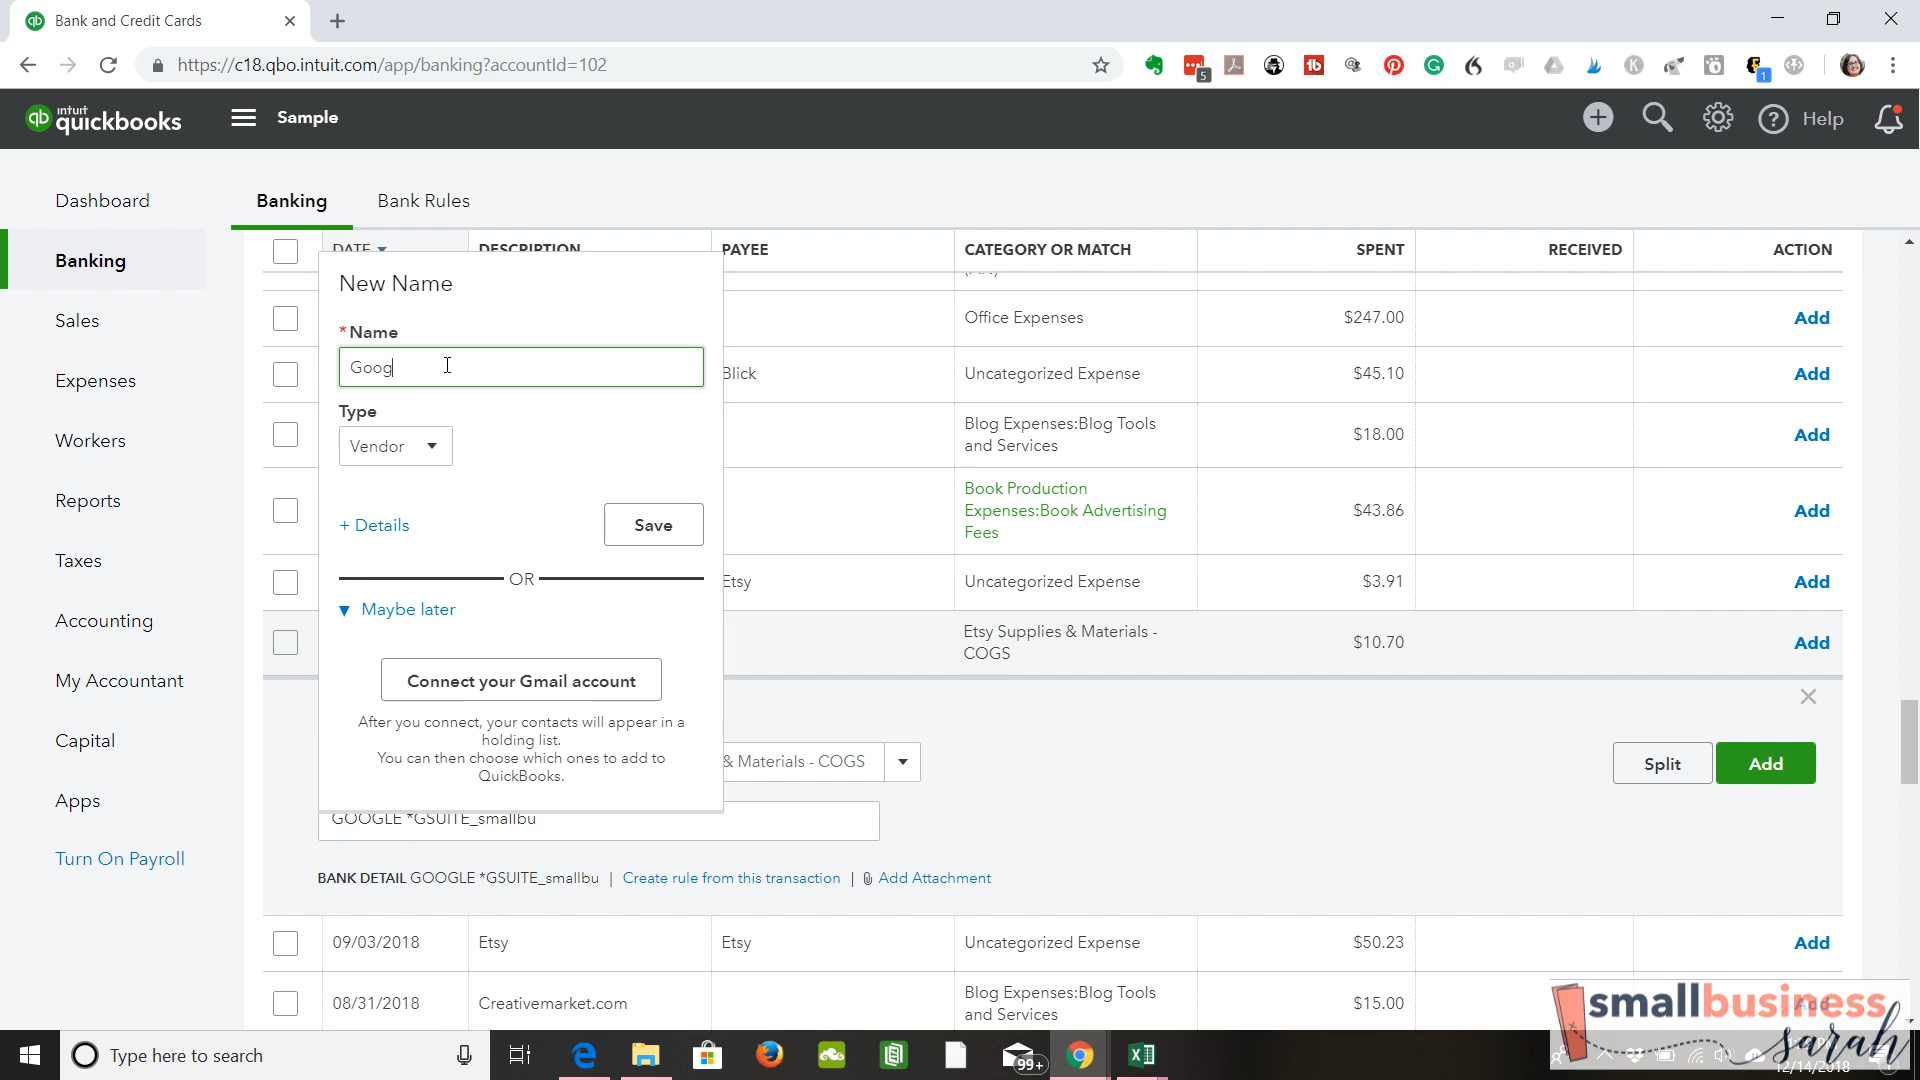 Bank and Credit Cards
https://c18.qbo.intuit.com/app/banking?accountId=102
5
1
intuit
quickbooks
Sample
Help
Dashboard
Banking
Sales
Expenses
Workers
Reports
Taxes
Accounting
My Accountant
Capital
Apps
Turn On Payroll
Banking
Bank Rules
DATE
DESCRIPTION
PAYEE
CATEGORY OR MATCH
SPENT
RECEIVED
ACTION
Office Expenses
$247.00
Add
Blick
Uncategorized Expense
$45.10
Add
Blog Expenses:Blog Tools
and Services
$18.00
Add
Book Production
Expenses:Book Advertising
Fees
$43.86
Add
Etsy
Uncategorized Expense
$3.91
Add
Etsy Supplies & Materials -
COGS
$10.70
Add
New Name
*Name
Goog
Type
Vendor
+ Details
Save
OR
Maybe later
Connect your Gmail account
After you connect, your contacts will appear in a
holding list.
You can then choose which ones to add to
QuickBooks.
& Materials - COGS
Split
Add
GOOGLE *GSUITE_smallbu
BANK DETAIL GOOGLE *GSUITE_smallbu | Create rule from this transaction | Add Attachment
09/03/2018
Etsy
Etsy
Uncategorized Expense
$50.23
Add
08/31/2018
Creativemarket.com
Blog Expenses:Blog Tools
and Services
$15.00
smallbusiness
sarah
Type here to search
99+
12/14/2018